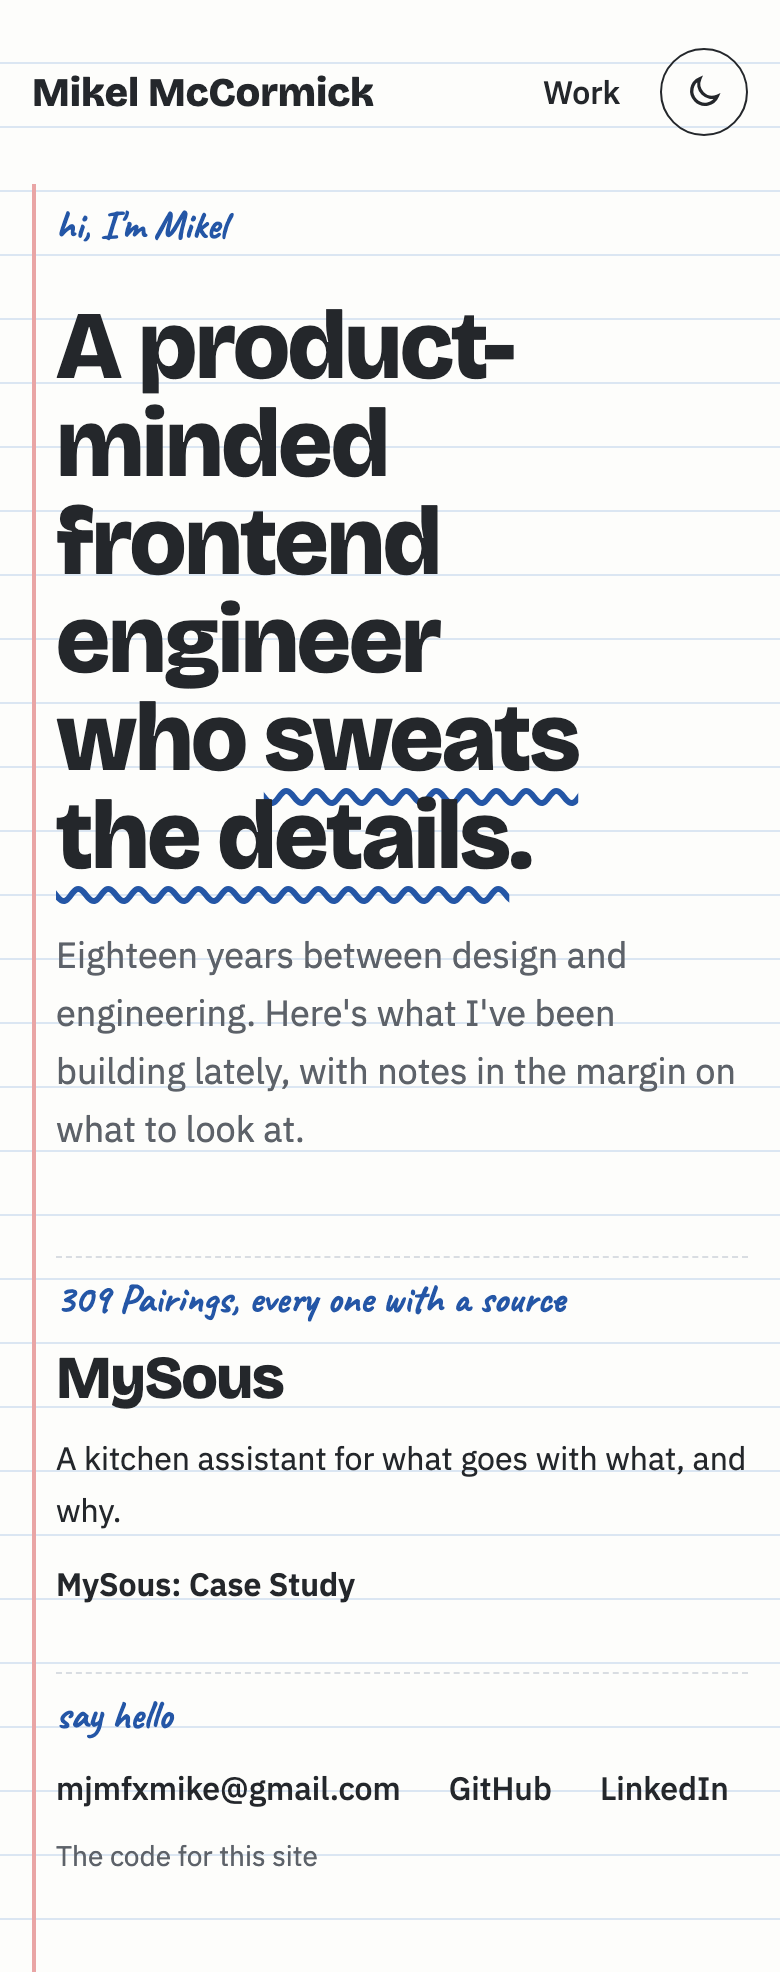 Mikel McCormick Work
hi, I'm Mikel
A product-
minded
frontend
engineer
who sweats
the details.
Eighteen years between design and
engineering. Here's what I've been
building lately, with notes in the margin on
what to look at.
309 Pairings, every one with a source
MySous
A kitchen assistant for what goes with what, and
why.
MySous: Case Study
say hello
mjmfxmike@gmail.com GitHub LinkedIn
The code for this site